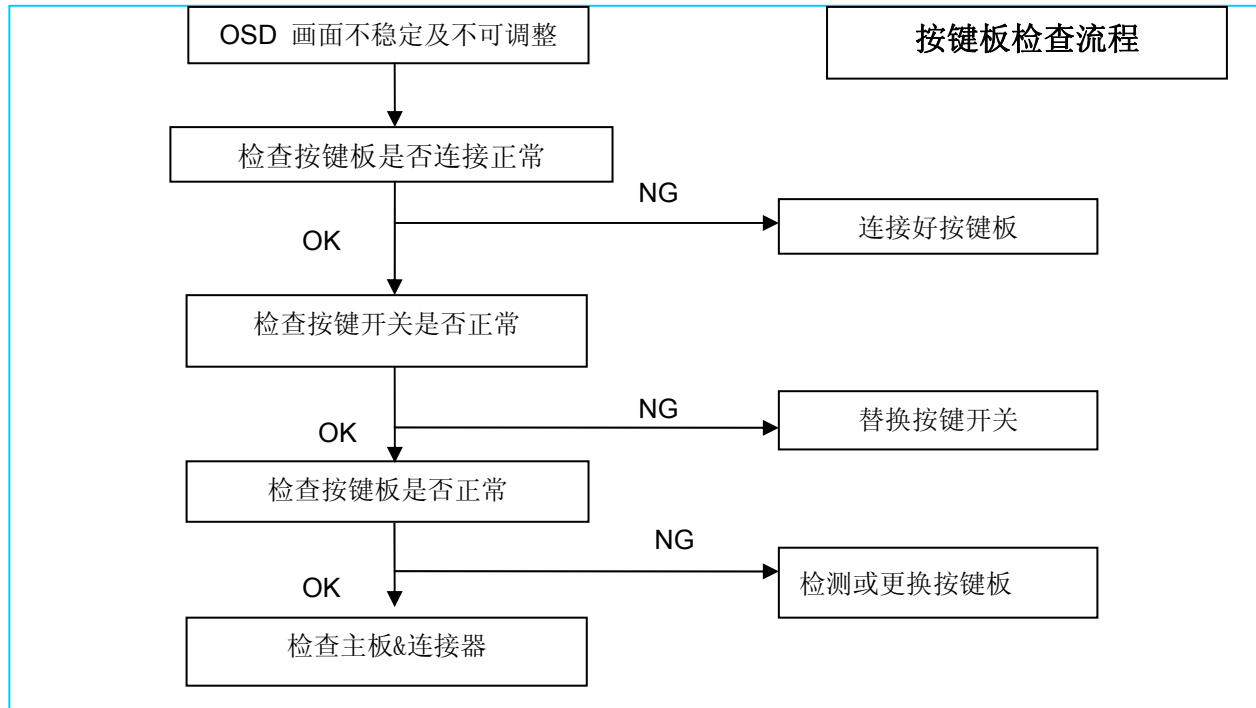 OSD 画面不稳定及不可调整
按键板检查流程
检查按键板是否连接正常
NG
连接好按键板
OK
检查按键开关是否正常
NG
替换按键开关
OK
检查按键板是否正常
NG
检测或更换按键板
OK
检查主板&连接器